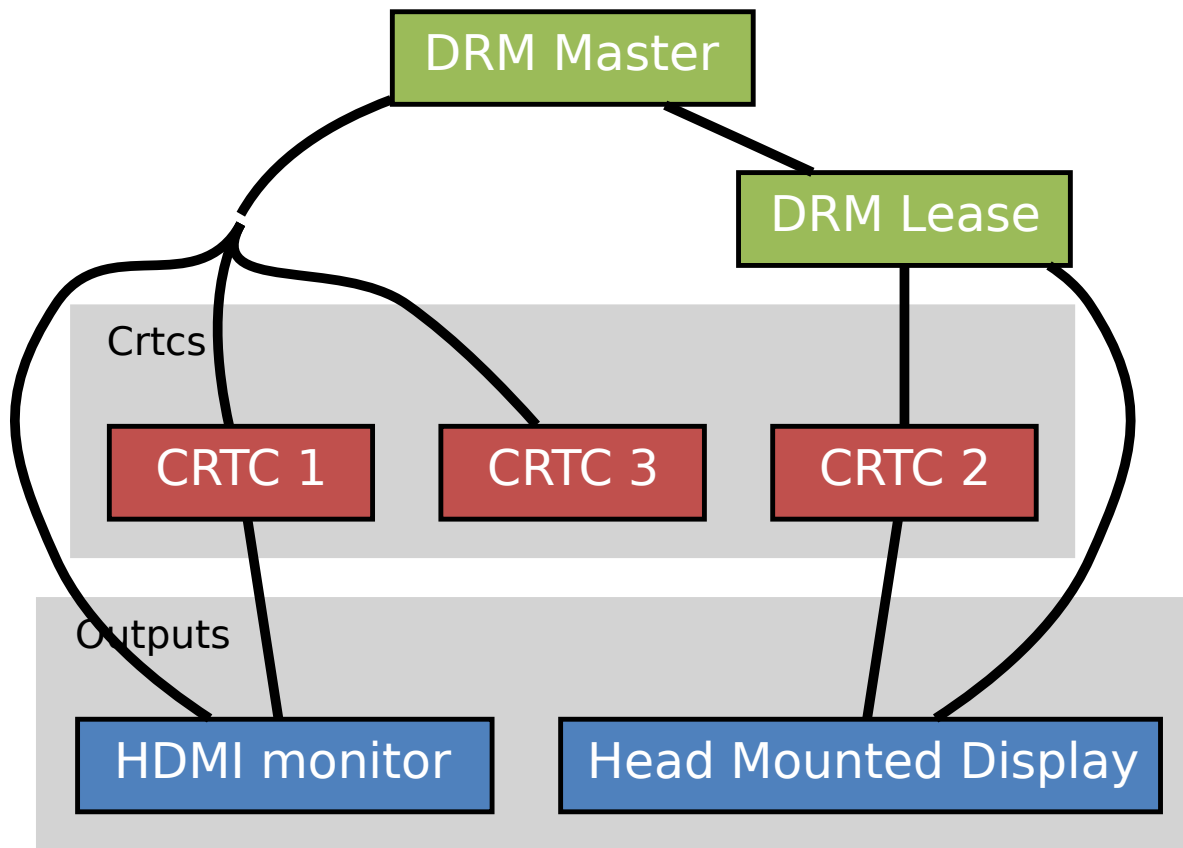 DRM Master
DRM Lease
Crtcs
CRTC 1
CRTC 3
CRTC 2
Outputs
HDMI monitor
Head Mounted Display